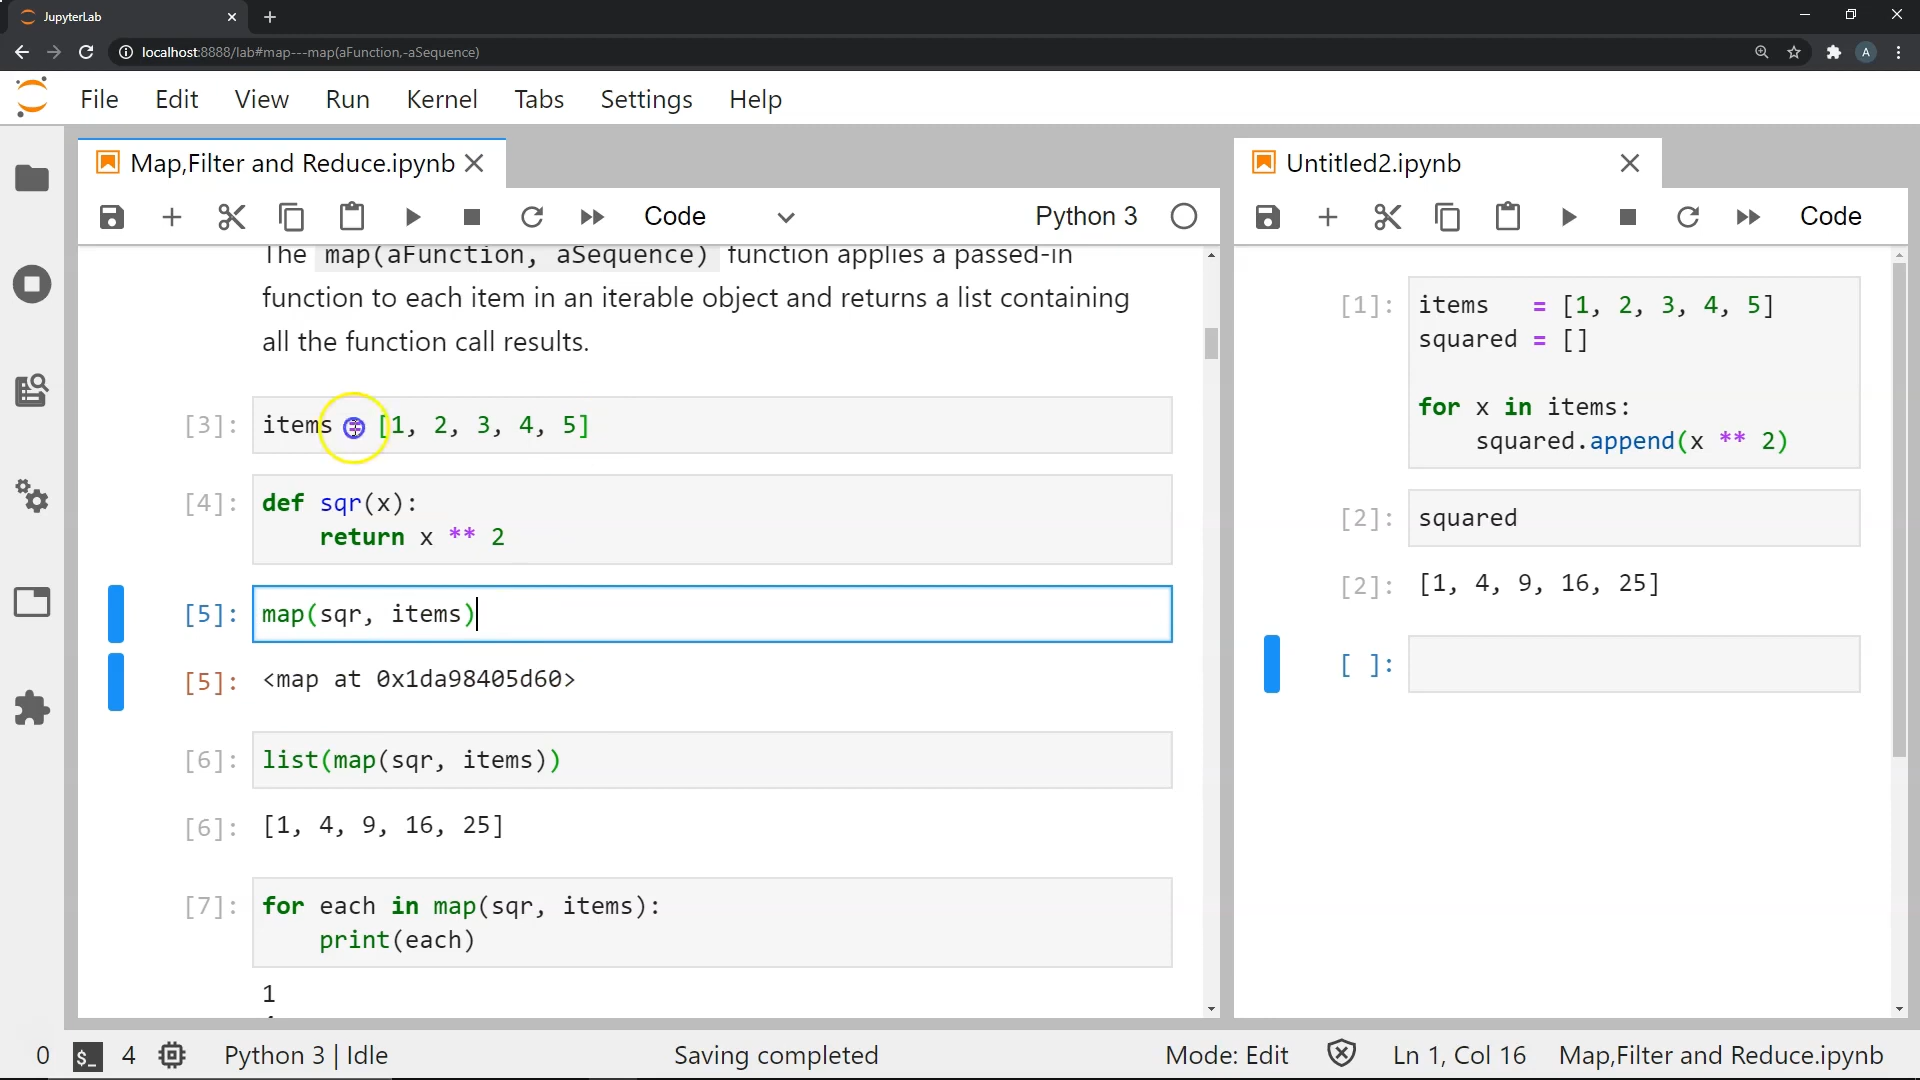 JupyterLab
localhost:8888/lab#map---map(aFunction,-aSequence)
A
File Edit View Run Kernel Tabs Settings Help
Map,Filter and Reduce.ipynb
Code
Python 3
The map(aFunction, aSequence) function applies a passed-in
function to each item in an iterable object and returns a list containing
all the function call results.
[3]: items = [1, 2, 3, 4, 5]
[4]: def sqr(x):
return x ** 2
[5]: map(sqr, items)
[5]: <map at 0x1da98405d60>
[6]: list(map(sqr, items))
[6]: [1, 4, 9, 16, 25]
[7]: for each in map(sqr, items):
print(each)
1
Untitled2.ipynb
Code
[1]: items = [1, 2, 3, 4, 5]
squared = []
for x in items:
squared.append(x ** 2)
[2]: squared
[2]: [1, 4, 9, 16, 25]
[ ]:
0 $_ 4 Python 3 | Idle Saving completed Mode: Edit Ln 1, Col 16 Map,Filter and Reduce.ipynb